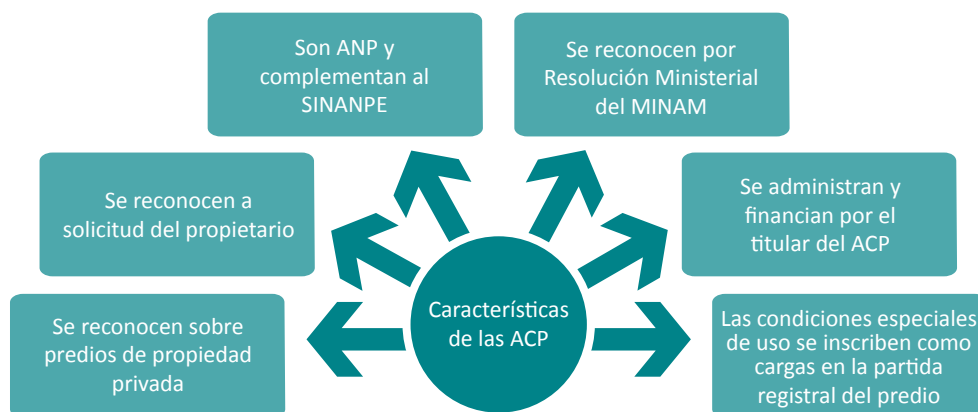 Son ANP y
complementan al
SINANPE
Se reconocen por
Resolución Ministerial
del MINAM
Se reconocen a
solicitud del propietario
Se administran y
financian por el
titular del ACP
Se reconocen sobre
predios de propiedad
privada
Características
de las ACP
Las condiciones especiales
de uso se inscriben como
cargas en la partida
registral del predio